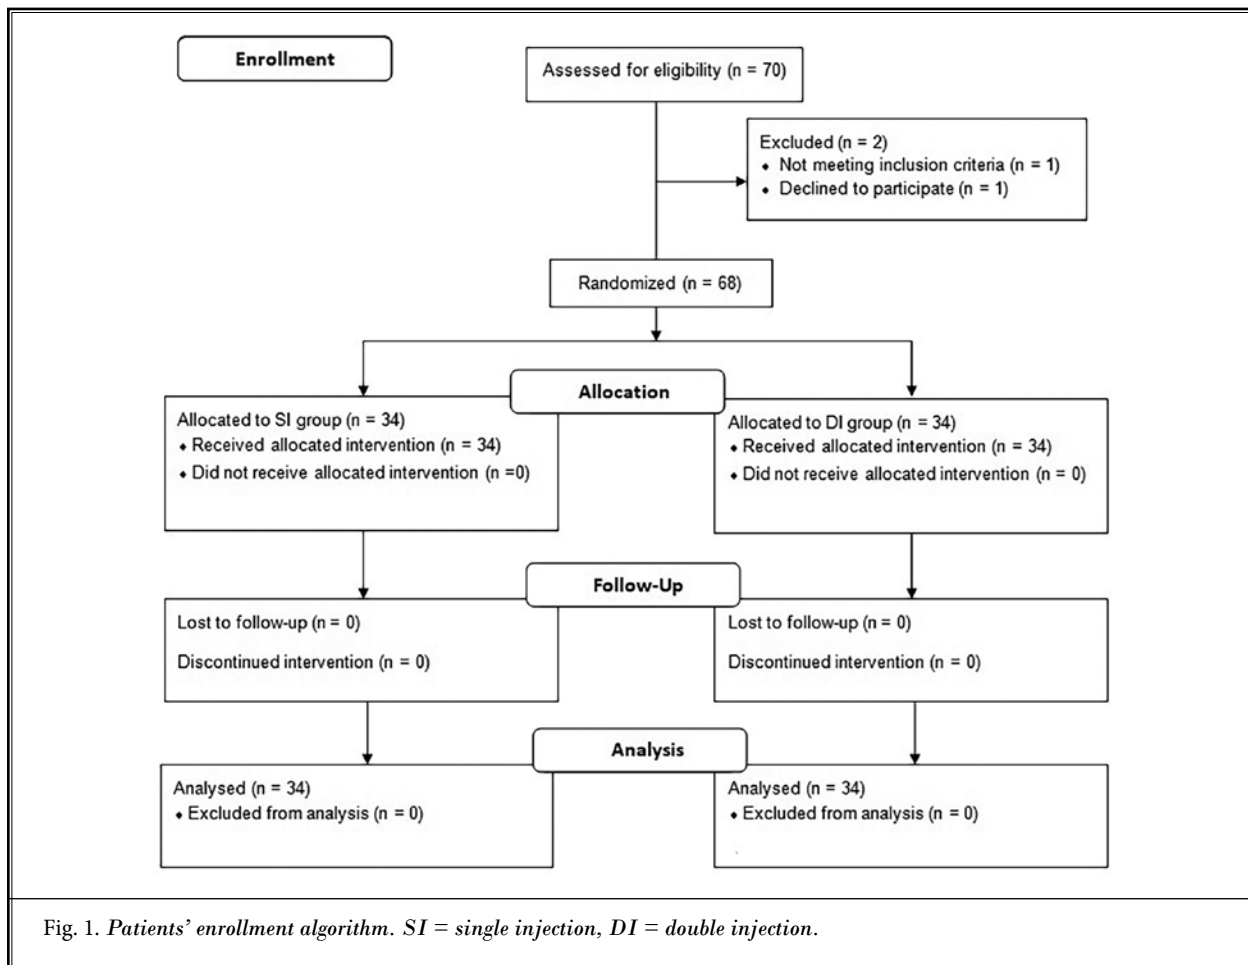 Enrollment
Assessed for eligibility (n = 70)
Excluded (n = 2)
♦ Not meeting inclusion criteria (n = 1)
♦ Declined to participate (n = 1)
Randomized (n = 68)
Allocation
Allocated to SI group (n = 34)
♦ Received allocated intervention (n = 34)
♦ Did not receive allocated intervention (n =0)
Allocated to DI group (n = 34)
♦ Received allocated intervention (n = 34)
♦ Did not receive allocated intervention (n = 0)
Follow-Up
Lost to follow-up (n = 0)
Discontinued intervention (n = 0)
Lost to follow-up (n = 0)
Discontinued intervention (n = 0)
Analysis
Analysed (n = 34)
♦ Excluded from analysis (n = 0)
Analysed (n = 34)
♦ Excluded from analysis (n = 0)
Fig. 1. Patients’ enrollment algorithm. SI = single injection, DI = double injection.